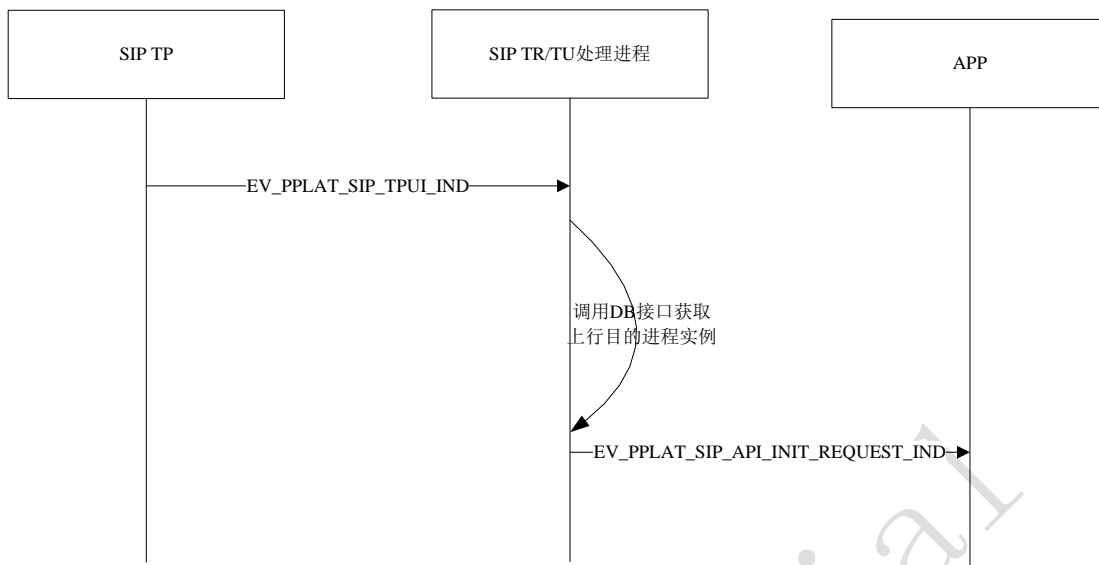 SIP TP
SIP TR/TU处理进程
APP
EV_PPLAT_SIP_TPUI_IND
调用DB接口获取
上行目的进程实例
EV_PPLAT_SIP_API_INIT_REQUEST_IND
ial